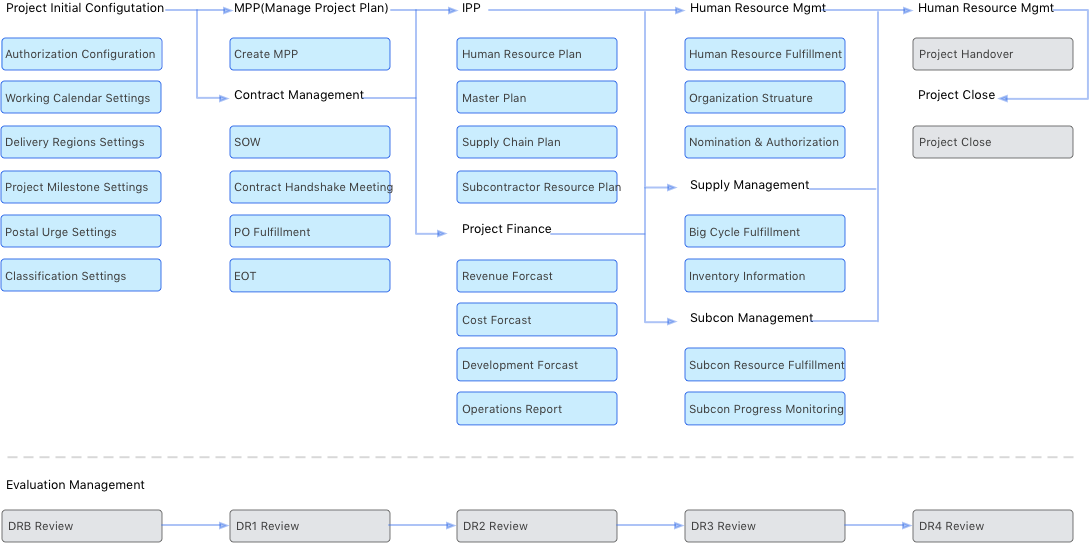 Project Initial Configutation
Authorization Configuration
Working Calendar Settings
Delivery Regions Settings
Project Milestone Settings
Postal Urge Settings
Classification Settings
MPP(Manage Project Plan)
Create MPP
Contract Management
SOW
Contract Handshake Meeting
PO Fulfillment
EOT
IPP
Human Resource Plan
Master Plan
Supply Chain Plan
Subcontractor Resource Plan
Project Finance
Revenue Forcast
Cost Forcast
Development Forcast
Operations Report
Human Resource Mgmt
Human Resource Fulfillment
Organization Struature
Nomination & Authorization
Supply Management
Big Cycle Fulfillment
Inventory Information
Subcon Management
Subcon Resource Fulfillment
Subcon Progress Monitoring
Human Resource Mgmt
Project Handover
Project Close
Project Close
Evaluation Management
DRB Review
DR1 Review
DR2 Review
DR3 Review
DR4 Review